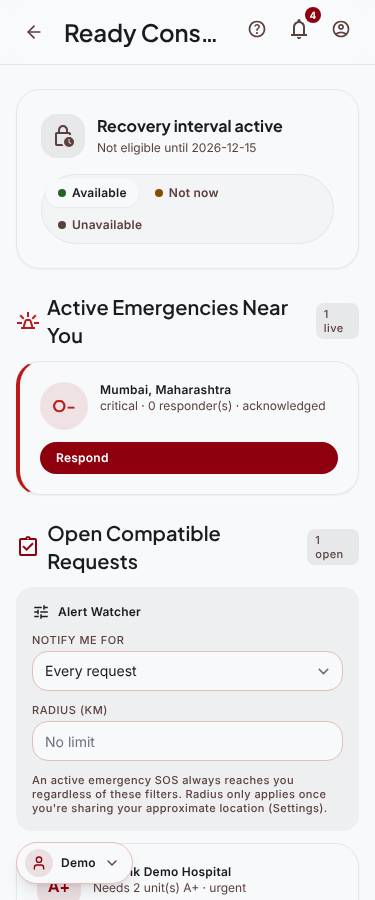 Ready Cons...
4
Recovery interval active
Not eligible until 2026-12-15
Available
Not now
Unavailable
Active Emergencies Near
You
1
live
O−
Mumbai, Maharashtra
critical · 0 responder(s) · acknowledged
Respond
Open Compatible
Requests
1
open
Alert Watcher
NOTIFY ME FOR
Every request
RADIUS (KM)
No limit
An active emergency SOS always reaches you
regardless of these filters. Radius only applies once
you're sharing your approximate location (Settings).
Demo
Demo Hospital
A+
Needs 2 unit(s) A+ · urgent